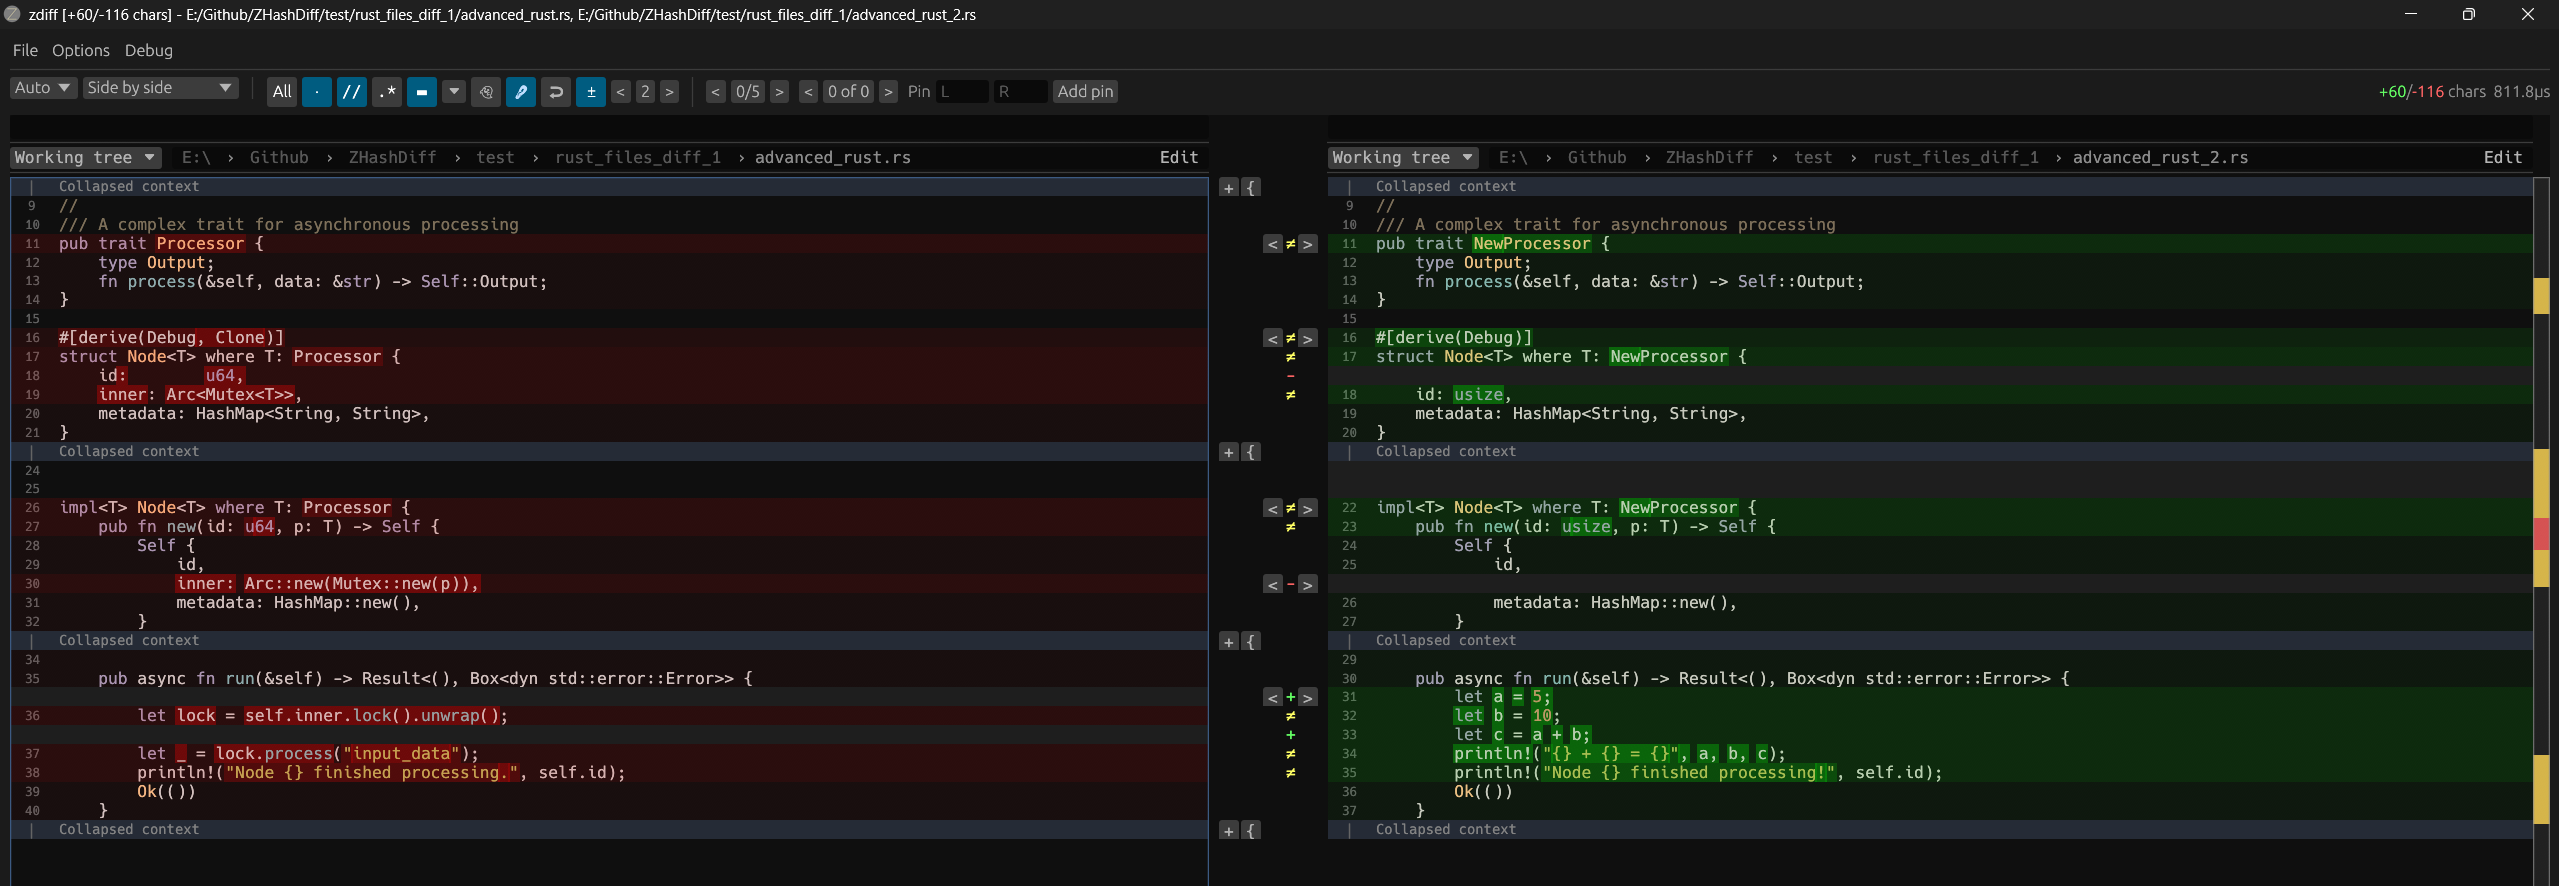 zdiff [+60/-116 chars] - E:/Github/ZHashDiff/test/rust_files_diff_1/advanced_rust.rs, E:/Github/ZHashDiff/test/rust_files_diff_1/advanced_rust_2.rs
File Options Debug
Auto Side by side All · // .* < 2 > < 0/5 > < 0 of 0 > Pin L R Add pin +60/-116 chars 811.8µs
Working tree E:\ › Github › ZHashDiff › test › rust_files_diff_1 › advanced_rust.rs Edit
| Collapsed context
9 //
10 /// A complex trait for asynchronous processing
11 pub trait Processor {
12     type Output;
13     fn process(&self, data: &str) -> Self::Output;
14 }
15
16 #[derive(Debug, Clone)]
17 struct Node<T> where T: Processor {
18     id:        u64,
19     inner: Arc<Mutex<T>>,
20     metadata: HashMap<String, String>,
21 }
| Collapsed context
24
25
26 impl<T> Node<T> where T: Processor {
27     pub fn new(id: u64, p: T) -> Self {
28         Self {
29             id,
30             inner: Arc::new(Mutex::new(p)),
31             metadata: HashMap::new(),
32         }
| Collapsed context
34
35     pub async fn run(&self) -> Result<(), Box<dyn std::error::Error>> {
36         let lock = self.inner.lock().unwrap();
37         let _ = lock.process("input_data");
38         println!("Node {} finished processing.", self.id);
39         Ok(())
40     }
| Collapsed context
+ {
< ≠ >
< ≠ >
≠
-
≠
+ {
< ≠ >
≠
< - >
+ {
< + >
≠
+
≠
≠
+ {
Working tree E:\ › Github › ZHashDiff › test › rust_files_diff_1 › advanced_rust_2.rs Edit
| Collapsed context
9 //
10 /// A complex trait for asynchronous processing
11 pub trait NewProcessor {
12     type Output;
13     fn process(&self, data: &str) -> Self::Output;
14 }
15
16 #[derive(Debug)]
17 struct Node<T> where T: NewProcessor {
18     id: usize,
19     metadata: HashMap<String, String>,
20 }
| Collapsed context
22 impl<T> Node<T> where T: NewProcessor {
23     pub fn new(id: usize, p: T) -> Self {
24         Self {
25             id,
26             metadata: HashMap::new(),
27         }
| Collapsed context
29
30     pub async fn run(&self) -> Result<(), Box<dyn std::error::Error>> {
31         let a = 5;
32         let b = 10;
33         let c = a + b;
34         println!("{} + {} = {}", a, b, c);
35         println!("Node {} finished processing!", self.id);
36         Ok(())
37     }
| Collapsed context